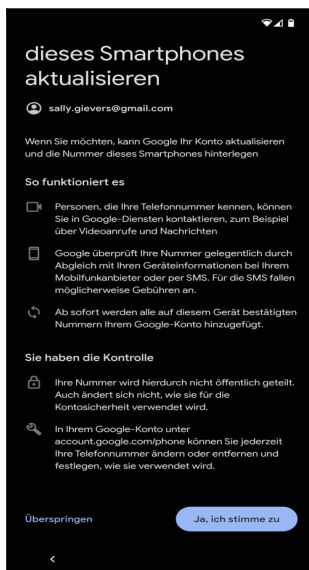 dieses Smartphones
aktualisieren
sally.gievers@gmail.com
Wenn Sie möchten, kann Google Ihr Konto aktualisieren
und die Nummer dieses Smartphones hinterlegen
So funktioniert es
Personen, die Ihre Telefonnummer kennen, können
Sie in Google-Diensten kontaktieren, zum Beispiel
über Videoanrufe und Nachrichten
Google überprüft Ihre Nummer gelegentlich durch
Abgleich mit Ihren Geräteinformationen bei Ihrem
Mobilfunkanbieter oder per SMS. Für die SMS fallen
möglicherweise Gebühren an.
Ab sofort werden alle auf diesem Gerät bestätigten
Nummern Ihrem Google-Konto hinzugefügt.
Sie haben die Kontrolle
Ihre Nummer wird hierdurch nicht öffentlich geteilt.
Auch ändert sich nicht, wie sie für die
Kontosicherheit verwendet wird.
In Ihrem Google-Konto unter
account.google.com/phone können Sie jederzeit
Ihre Telefonnummer ändern oder entfernen und
festlegen, wie sie verwendet wird.
Überspringen
Ja, ich stimme zu